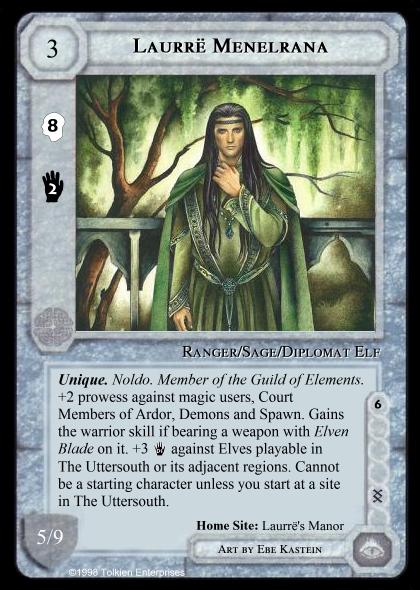 3
LAURRË MENELRANA
8
2
RANGER/SAGE/DIPLOMAT ELF
Unique. Noldo. Member of the Guild of Elements.
+2 prowess against magic users, Court
Members of Ardor, Demons and Spawn. Gains
the warrior skill if bearing a weapon with Elven
Blade on it. +3 against Elves playable in
The Uttersouth or its adjacent regions. Cannot
be a starting character unless you start at a site
in The Uttersouth.
6
Home Site: Laurrë's Manor
5/9
ART BY EBE KASTEIN
©1998 Tolkien Enterprises